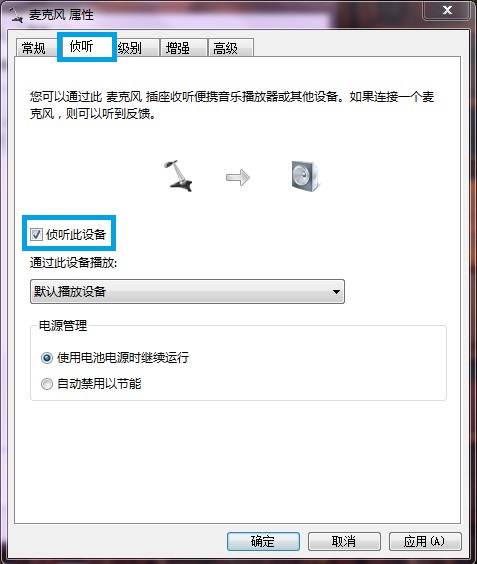 麦克风 属性
常规 侦听 级别 增强 高级
您可以通过此 麦克风 插座收听便携音乐播放器或其他设备。如果连接一个麦
克风，则可以听到反馈。
侦听此设备
通过此设备播放:
默认播放设备
电源管理
使用电池电源时继续运行
自动禁用以节能
确定 取消 应用(A)